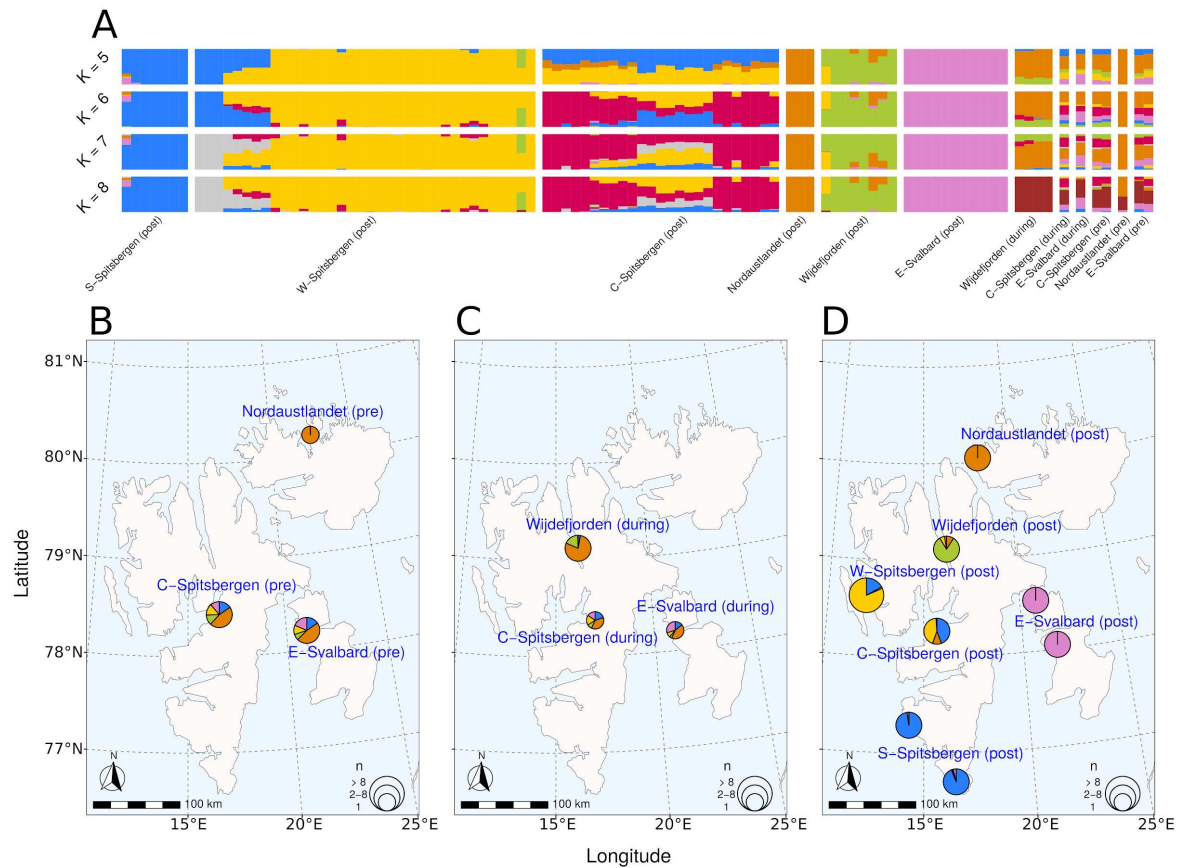 A
K = 5
K = 6
K = 7
K = 8
S−Spitsbergen (post)
W−Spitsbergen (post)
C−Spitsbergen (post)
Nordaustlandet (post)
Wijdefjorden (post)
E−Svalbard (post)
Wijdefjorden (during)
C−Spitsbergen (during)
E−Svalbard (during)
C−Spitsbergen (pre)
Nordaustlandet (pre)
E−Svalbard (pre)
B
C
D
Latitude
81°N
80°N
79°N
78°N
77°N
Nordaustlandet (pre)
C−Spitsbergen (pre)
E−Svalbard (pre)
N
100 km
n
> 8
2−8
1
15°E
20°E
25°E
Wijdefjorden (during)
E−Svalbard (during)
C−Spitsbergen (during)
N
100 km
n
> 8
2−8
1
15°E
20°E
25°E
Nordaustlandet (post)
Wijdefjorden (post)
W−Spitsbergen (post)
E−Svalbard (post)
C−Spitsbergen (post)
S−Spitsbergen (post)
N
100 km
n
> 8
2−8
1
15°E
20°E
25°E
Longitude